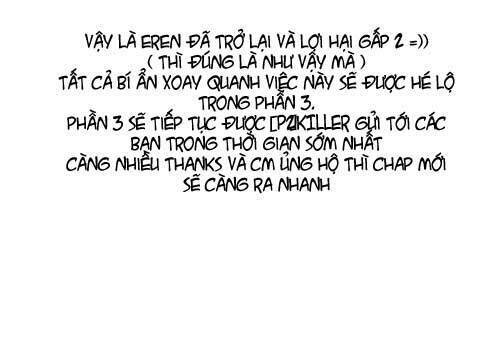 VẬY LÀ EREN ĐÃ TRỞ LẠI VÀ LỢI HẠI GẤP 2 =))
( THÌ ĐÚNG LÀ NHƯ VẬY MÀ )
TẤT CẢ BÍ ẨN XOAY QUANH VIỆC NÀY SẼ ĐƯỢC HÉ LỘ
TRONG PHẦN 3.
PHẦN 3 SẼ TIẾP TỤC ĐƯỢC GỬI TỚI CÁC
BẠN TRONG THỜI GIAN SỚM NHẤT
CÀNG NHIỀU THANKS VÀ CM ỦNG HỘ THÌ CHAP MỚI
SẼ CÀNG RA NHANH